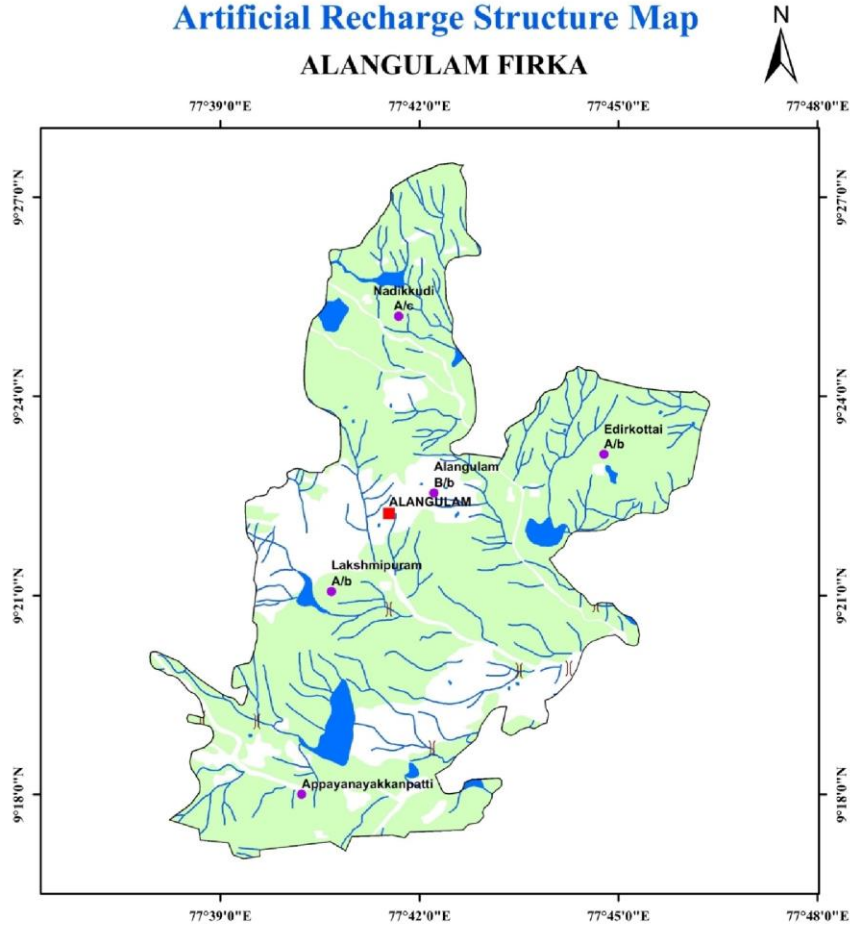 Artificial Recharge Structure Map
N
ALANGULAM FIRKA
77°39'0"E 77°42'0"E 77°45'0"E 77°48'0"E
9°27'0"N 9°27'0"N
Nadikkudi
A/c
9°24'0"N 9°24'0"N
Edirkottai
A/b
Alangulam
B/b
ALANGULAM
Lakshmipuram
A/b
9°21'0"N 9°21'0"N
Appayanayakkanpatti
9°18'0"N 9°18'0"N
77°39'0"E 77°42'0"E 77°45'0"E 77°48'0"E